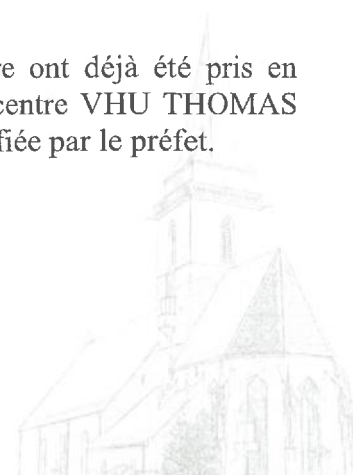 re ont déjà été pris en
centre VHU THOMAS
fiée par le préfet.